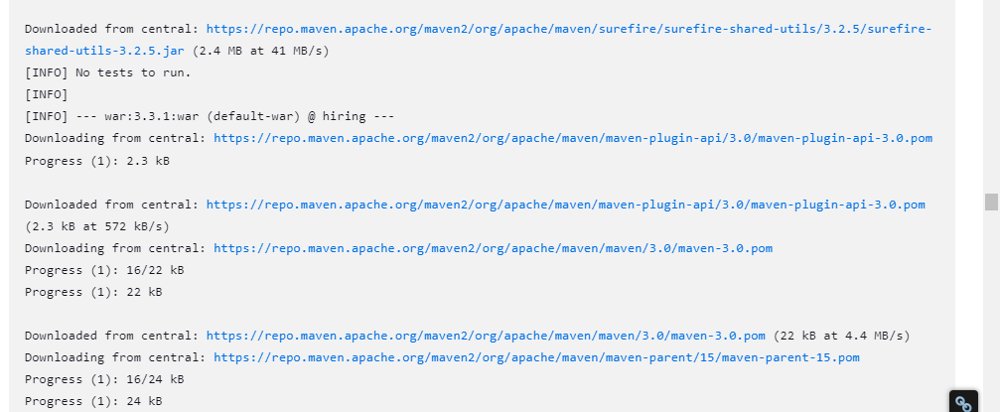 Downloaded from central: https://repo.maven.apache.org/maven2/org/apache/maven/surefire/surefire-shared-utils/3.2.5/surefire-
shared-utils-3.2.5.jar (2.4 MB at 41 MB/s)
[INFO] No tests to run.
[INFO]
[INFO] --- war:3.3.1:war (default-war) @ hiring ---
Downloading from central: https://repo.maven.apache.org/maven2/org/apache/maven/maven-plugin-api/3.0/maven-plugin-api-3.0.pom
Progress (1): 2.3 kB
Downloaded from central: https://repo.maven.apache.org/maven2/org/apache/maven/maven-plugin-api/3.0/maven-plugin-api-3.0.pom
(2.3 kB at 572 kB/s)
Downloading from central: https://repo.maven.apache.org/maven2/org/apache/maven/maven/3.0/maven-3.0.pom
Progress (1): 16/22 kB
Progress (1): 22 kB
Downloaded from central: https://repo.maven.apache.org/maven2/org/apache/maven/maven/3.0/maven-3.0.pom (22 kB at 4.4 MB/s)
Downloading from central: https://repo.maven.apache.org/maven2/org/apache/maven/maven-parent/15/maven-parent-15.pom
Progress (1): 16/24 kB
Progress (1): 24 kB